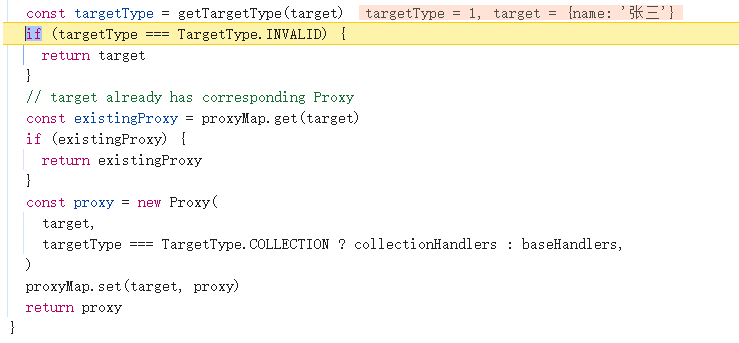 const targetType = getTargetType(target) targetType = 1, target = {name: '张三'}
if (targetType === TargetType.INVALID) {
return target
}
// target already has corresponding Proxy
const existingProxy = proxyMap.get(target)
if (existingProxy) {
return existingProxy
}
const proxy = new Proxy(
target,
targetType === TargetType.COLLECTION ? collectionHandlers : baseHandlers,
)
proxyMap.set(target, proxy)
return proxy
}